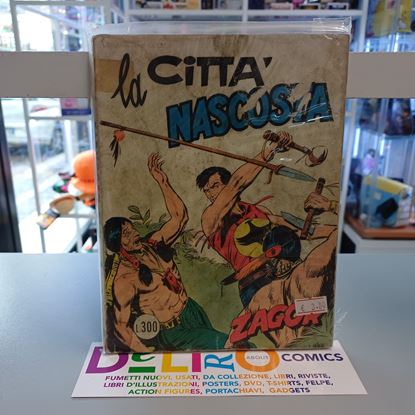 la CITTA'
NASCOSTA
L.300
ZAGOR
DELIRO ABOUT COMICS
FUMETTI NUOVI, USATI, DA COLLEZIONE, LIBRI, RIVISTE,
LIBRI D'ILLUSTRAZIONI, POSTERS, DVD, T-SHIRTS, FELPE,
ACTION FIGURES, PORTACHIAVI, GADGETS